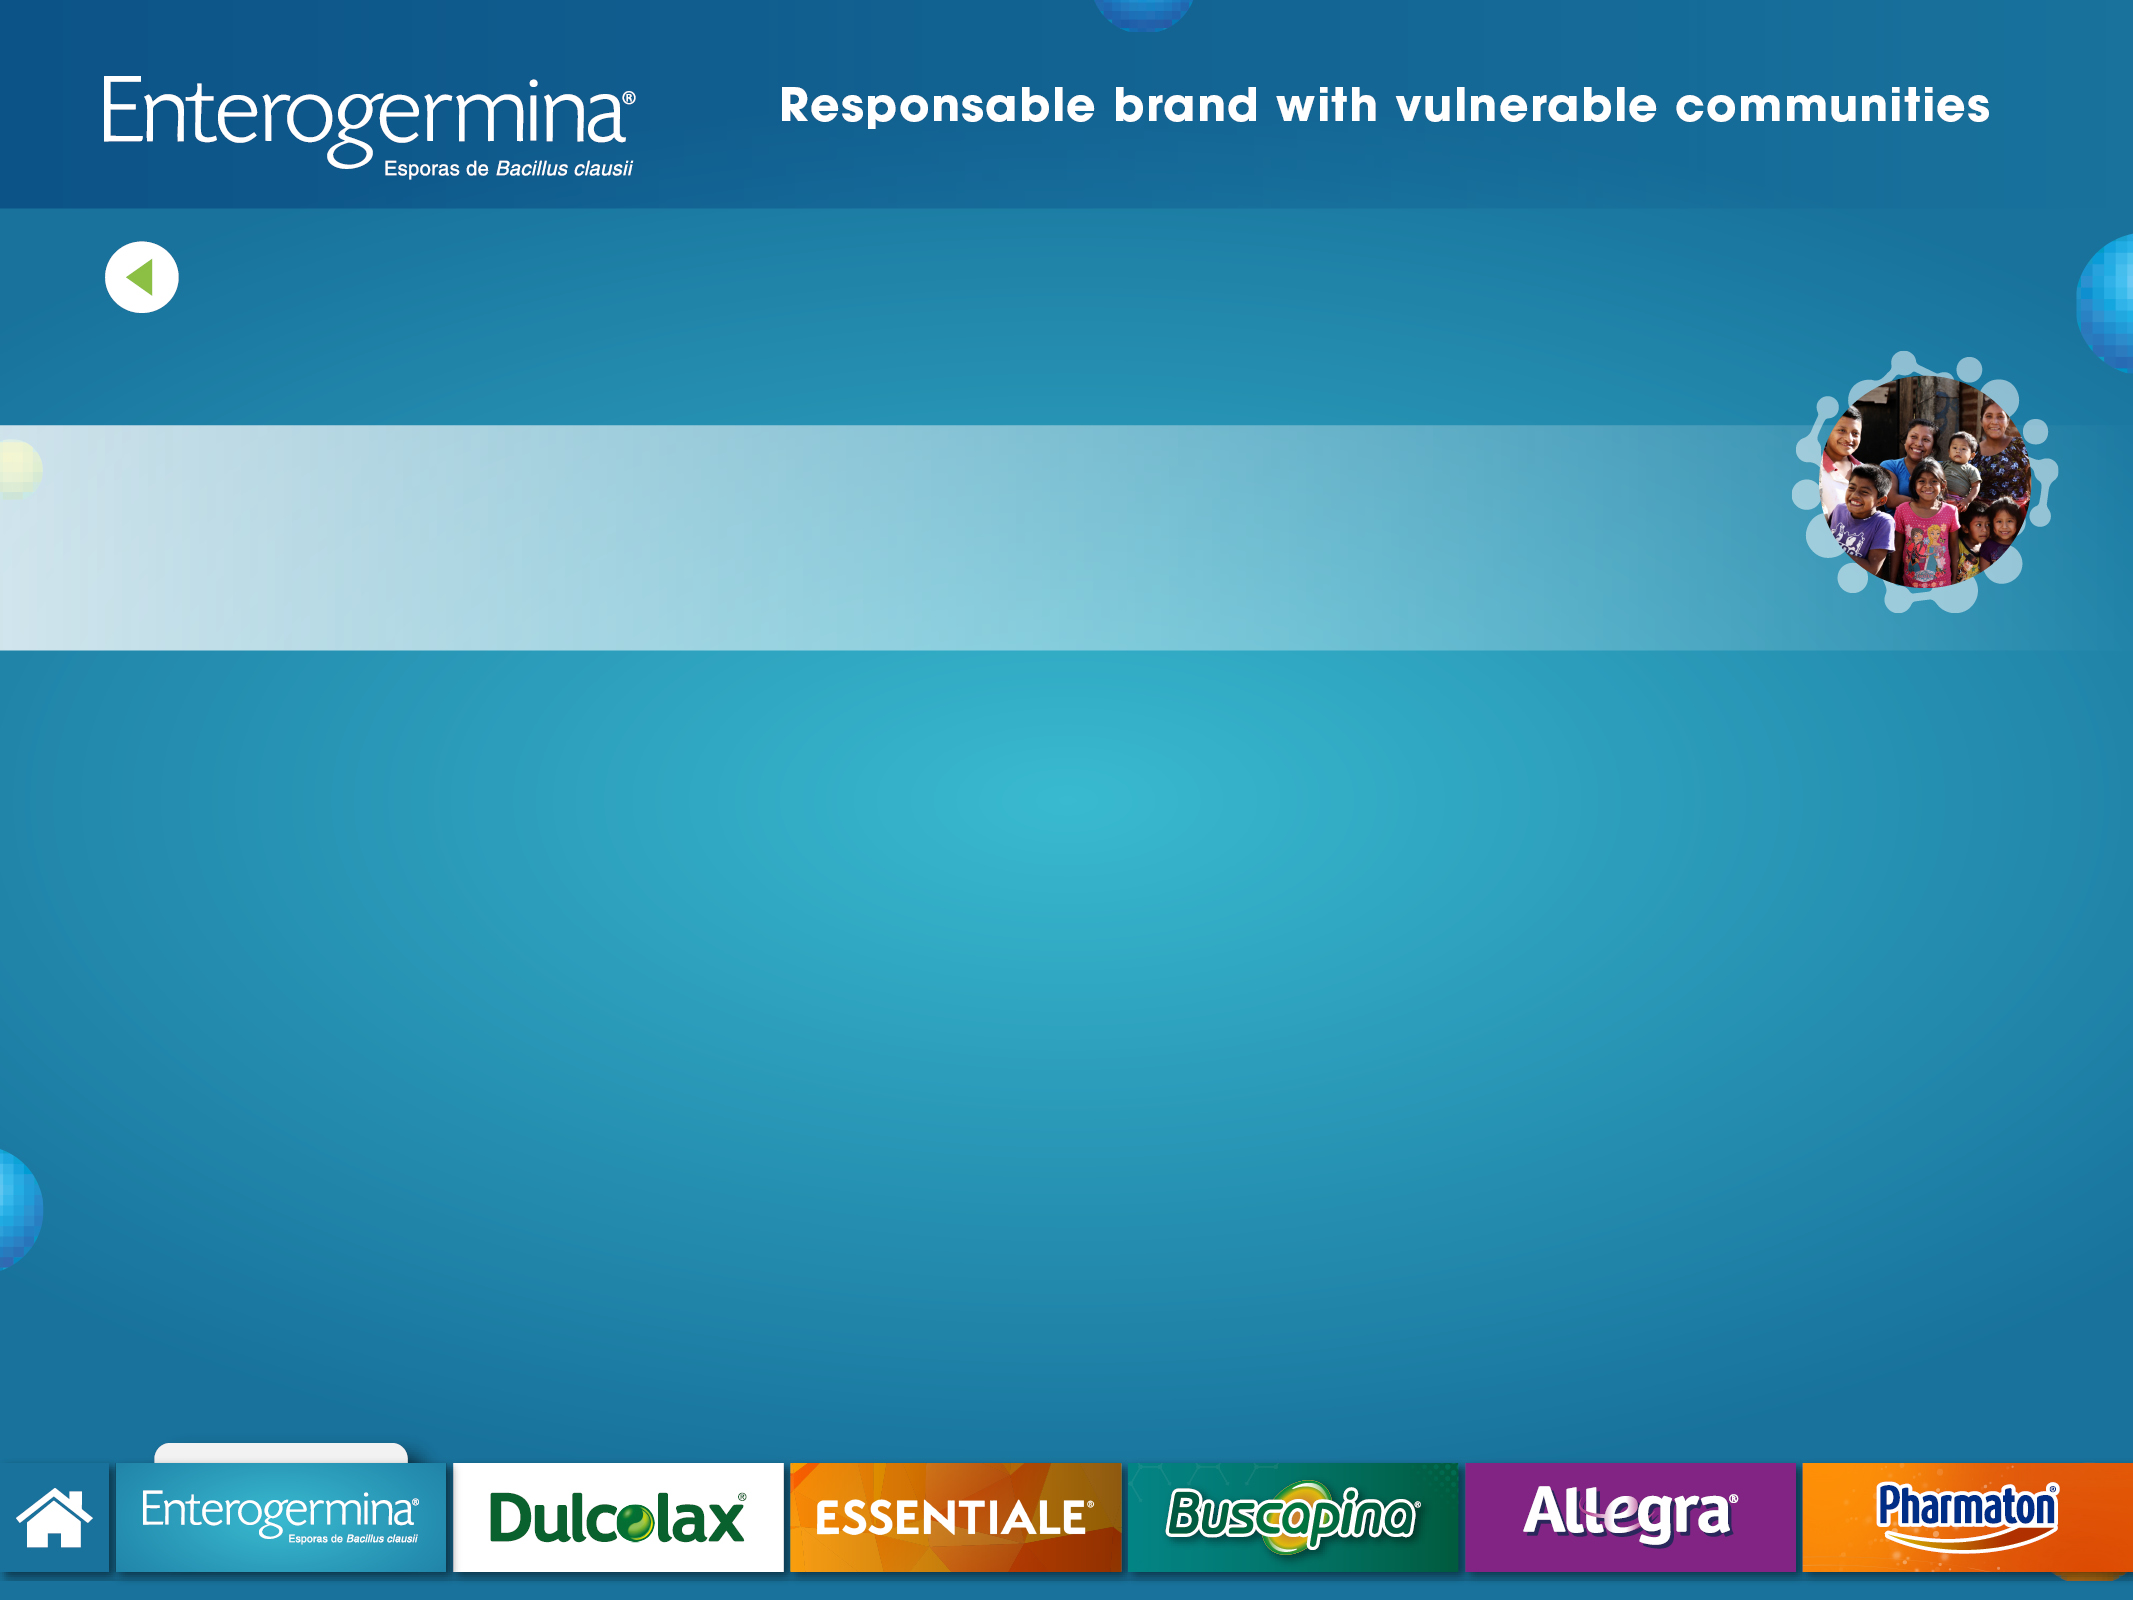 Enterogermina®
Esporas de Bacillus clausii
Responsable brand with vulnerable communities
Enterogermina®
Esporas de Bacillus clausii
Dulcolax®
ESSENTIALE®
Buscapina®
Allegra®
Pharmaton®